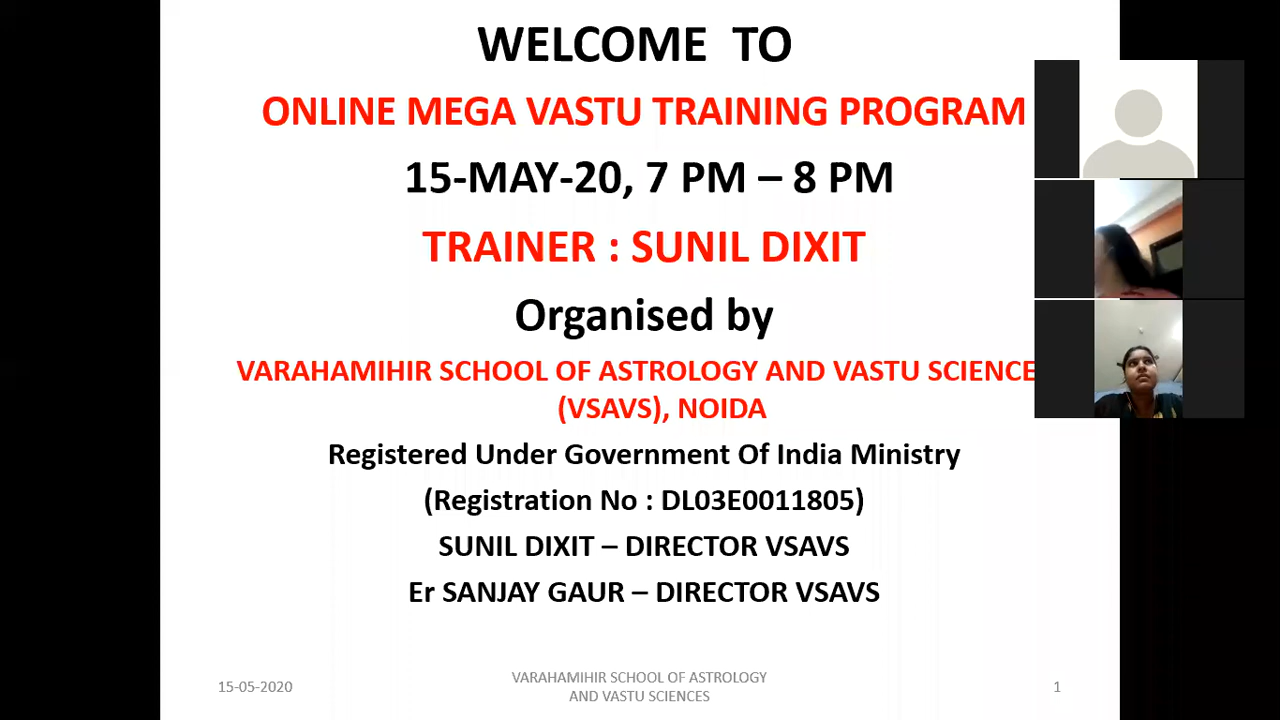 WELCOME TO
ONLINE MEGA VASTU TRAINING PROGRAM
15-MAY-20, 7 PM – 8 PM
TRAINER : SUNIL DIXIT
Organised by
VARAHAMIHIR SCHOOL OF ASTROLOGY AND VASTU SCIENCE
(VSAVS), NOIDA
Registered Under Government Of India Ministry
(Registration No : DL03E0011805)
SUNIL DIXIT – DIRECTOR VSAVS
Er SANJAY GAUR – DIRECTOR VSAVS
15-05-2020
VARAHAMIHIR SCHOOL OF ASTROLOGY
AND VASTU SCIENCES
1